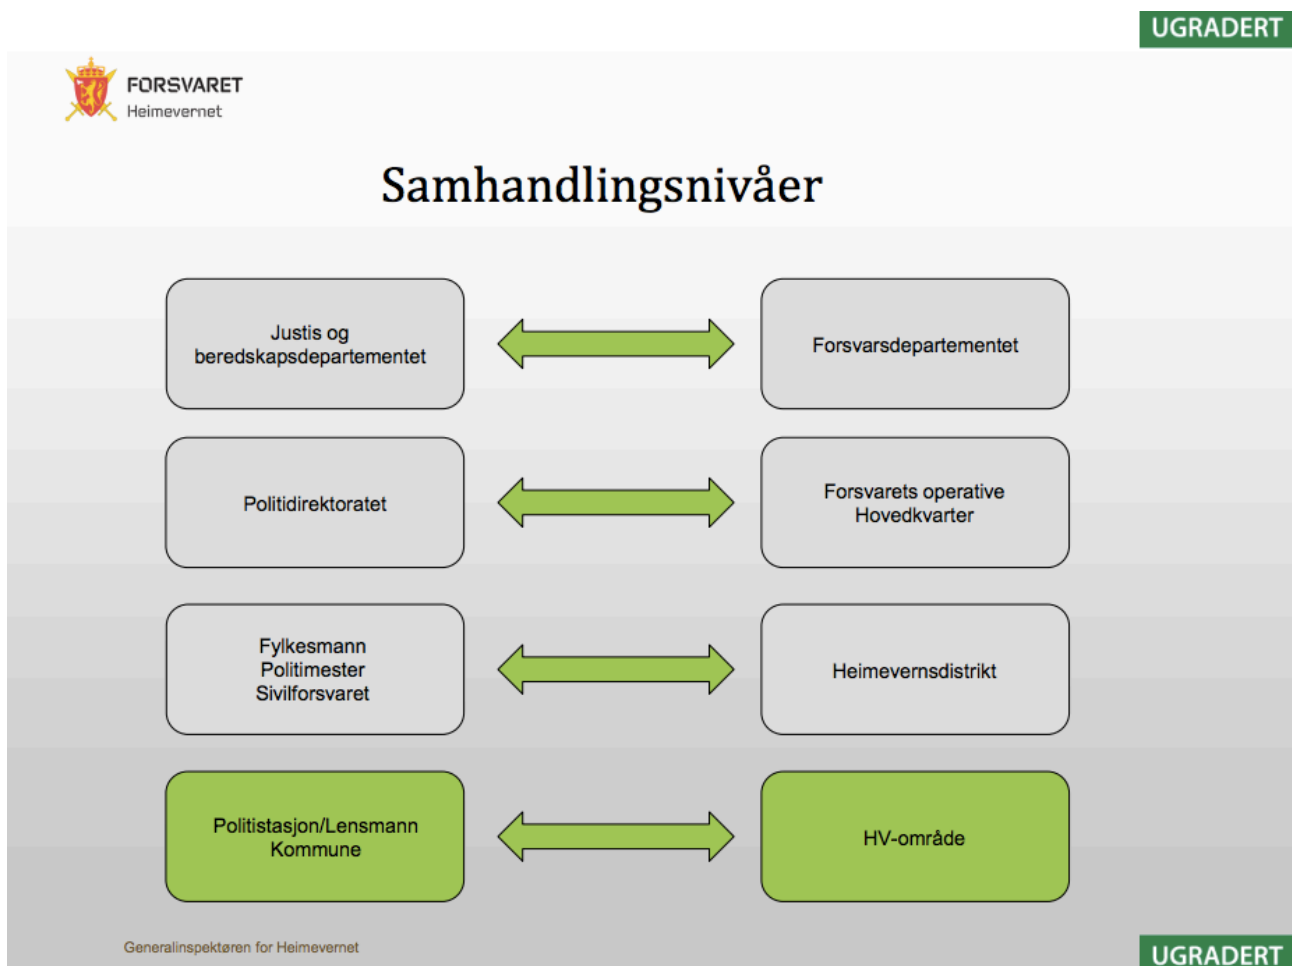 UGRADERT
FORSVARET
Heimevernet
Samhandlingsnivåer
Justis og
beredskapsdepartementet
Forsvarsdepartementet
Politidirektoratet
Forsvarets operative
Hovedkvarter
Fylkesmann
Politimester
Sivilforsvaret
Heimevernsdistrikt
Politistasjon/Lensmann
Kommune
HV-område
Generalinspektøren for Heimevernet
UGRADERT